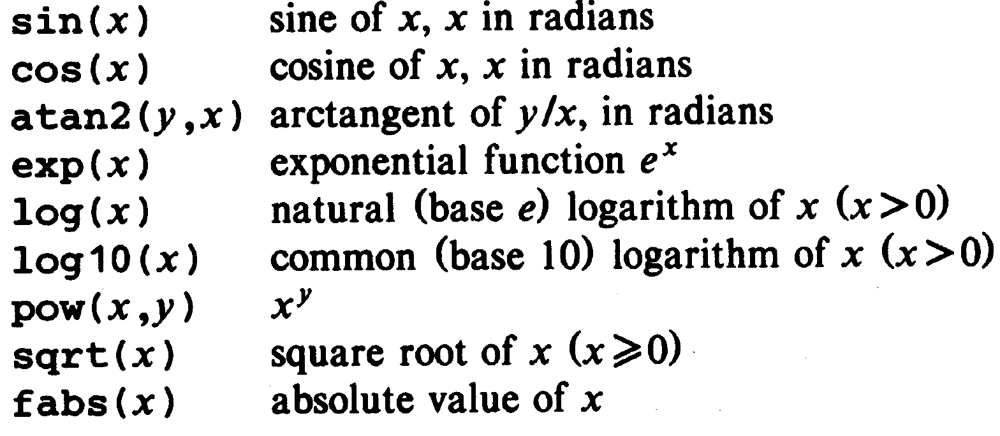 sin(x) sine of x, x in radians
cos(x) cosine of x, x in radians
atan2(y,x) arctangent of y/x, in radians
exp(x) exponential function eˣ
log(x) natural (base e) logarithm of x (x>0)
log10(x) common (base 10) logarithm of x (x>0)
pow(x,y) xʸ
sqrt(x) square root of x (x⩾0)
fabs(x) absolute value of x